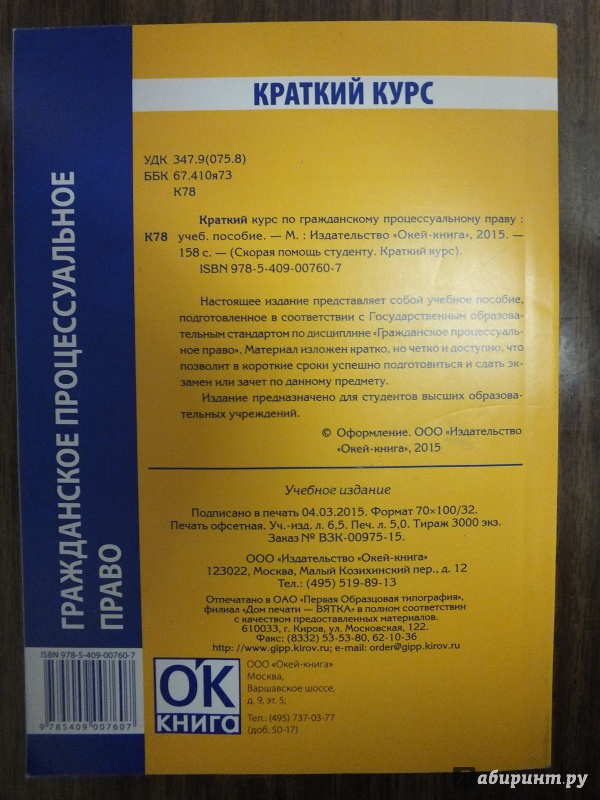 КРАТКИЙ КУРС
УДК 347.9(075.8)
ББК 67.410я73
К78
Краткий курс по гражданскому процессуальному праву :
К78 учеб. пособие. — М. : Издательство «Окей-книга», 2015. —
158 с. — (Скорая помощь студенту. Краткий курс).
ISBN 978-5-409-00760-7
Настоящее издание представляет собой учебное пособие,
подготовленное в соответствии с Государственным образова-
тельным стандартом по дисциплине «Гражданское процессуаль-
ное право». Материал изложен кратко, но четко и доступно, что
позволит в короткие сроки успешно подготовиться и сдать эк-
замен или зачет по данному предмету.
Издание предназначено для студентов высших образова-
тельных учреждений.
© Оформление. ООО «Издательство
«Окей-книга», 2015
Учебное издание
Подписано в печать 04.03.2015. Формат 70×100/32.
Печать офсетная. Уч.-изд. л. 6,5. Печ. л. 5,0. Тираж 3000 экз.
Заказ № ВЗК-00975-15.
ООО «Издательство «Окей-книга»
123022, Москва, Малый Козихинский пер., д. 12
Тел.: (495) 519-89-13
Отпечатано в ОАО «Первая Образцовая типография»,
филиал «Дом печати — ВЯТКА» в полном соответствии
с качеством предоставленных материалов.
610033, г. Киров, ул. Московская, 122.
Факс: (8332) 53-53-80, 62-10-36
http://www.gipp.kirov.ru; e-mail: order@gipp.kirov.ru
О'К
КНИГА
ООО «Окей-книга»
Москва,
Варшавское шоссе,
д. 9, эт. 5;
Тел.: (495) 737-03-77
(доб. 50-17)
ГРАЖДАНСКОЕ ПРОЦЕССУАЛЬНОЕ
ПРАВО
ISBN 978-5-409-00760-7
9 785409 007607
Лабиринт.ру